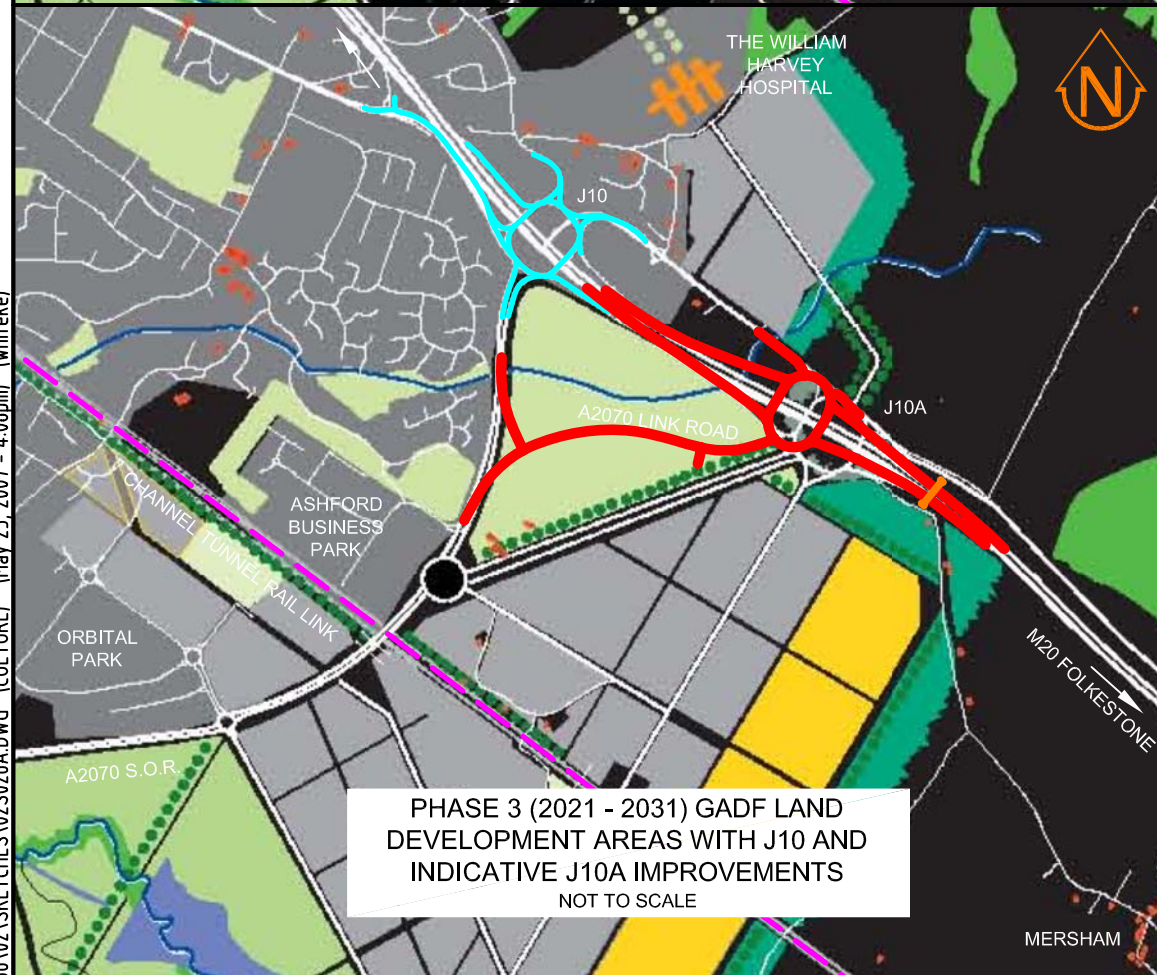 THE WILLIAM
HARVEY
HOSPITAL
N
J10
J10A
A2070 LINK ROAD
CHANNEL TUNNEL RAIL LINK
ASHFORD
BUSINESS
PARK
ORBITAL
PARK
M20 FOLKESTONE
A2070 S.O.R.
PHASE 3 (2021 - 2031) GADF LAND
DEVELOPMENT AREAS WITH J10 AND
INDICATIVE J10A IMPROVEMENTS
NOT TO SCALE
MERSHAM